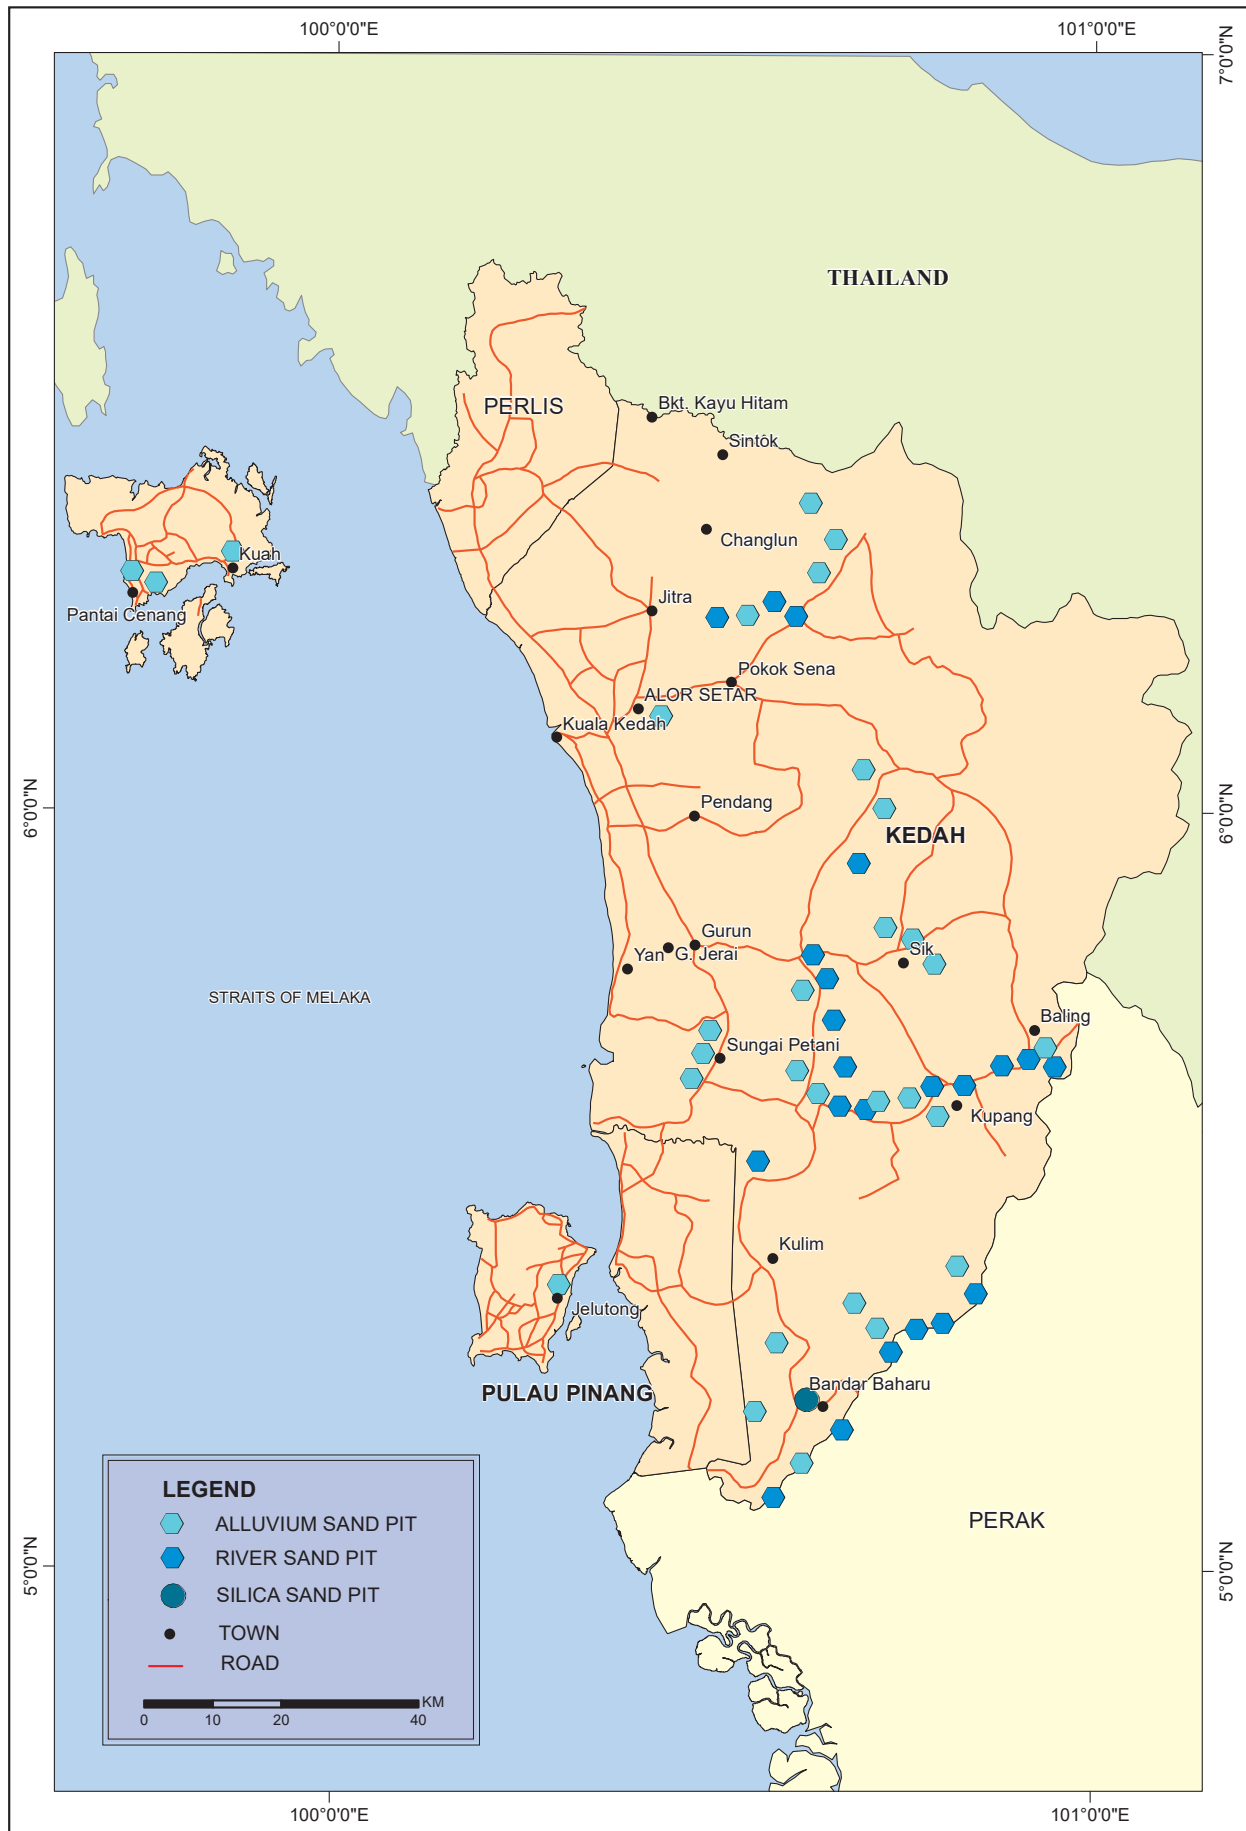 100°0'0"E
101°0'0"E
7°0'0"N
THAILAND
PERLIS
Bkt. Kayu Hitam
Sintok
Changlun
Kuah
Pantai Cenang
Jitra
Pokok Sena
ALOR SETAR
Kuala Kedah
6°0'0"N
6°0'0"N
Pendang
KEDAH
Gurun
Yan
G. Jerai
Sik
STRAITS OF MELAKA
Baling
Sungai Petani
Kupang
Kulim
Jelutong
PULAU PINANG
Bandar Baharu
PERAK
5°0'0"N
5°0'0"N
LEGEND
ALLUVIUM SAND PIT
RIVER SAND PIT
SILICA SAND PIT
TOWN
ROAD
KM
0 10 20 40
100°0'0"E
101°0'0"E